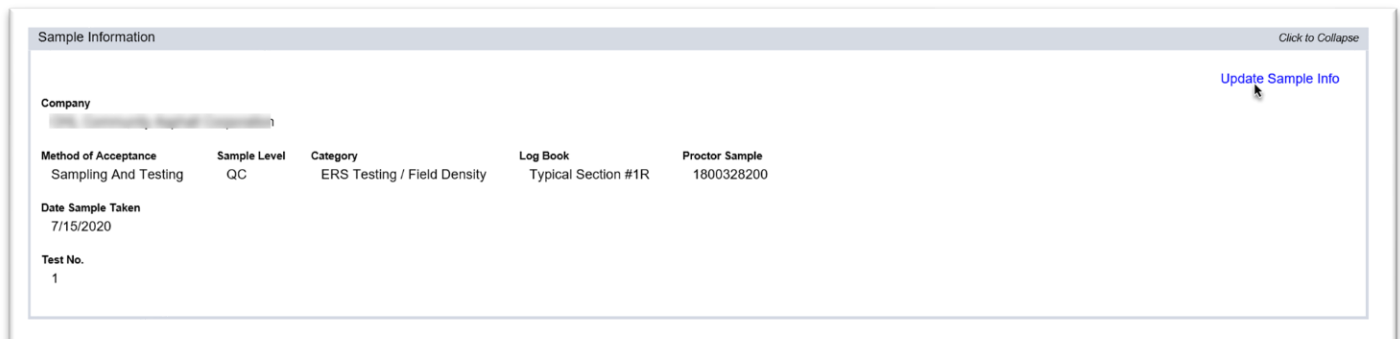 Sample Information Click to Collapse
Update Sample Info
Company
Method of Acceptance Sample Level Category Log Book Proctor Sample
Sampling And Testing QC ERS Testing / Field Density Typical Section #1R 1800328200
Date Sample Taken
7/15/2020
Test No.
1